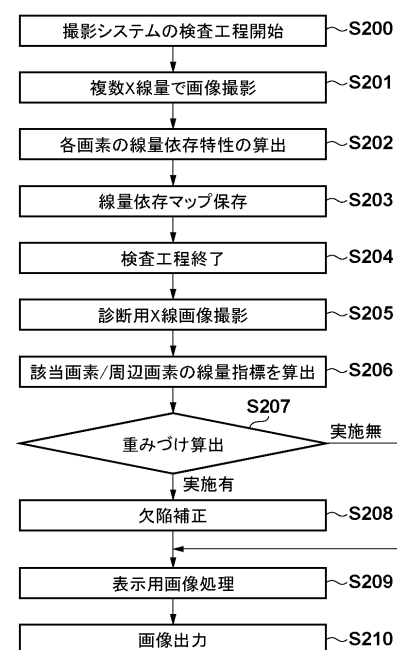 撮影システムの検査工程開始 S200
複数X線量で画像撮影 S201
各画素の線量依存特性の算出 S202
線量依存マップ保存 S203
検査工程終了 S204
診断用X線画像撮影 S205
該当画素/周辺画素の線量指標を算出 S206
S207
重みづけ算出 実施無
実施有
欠陥補正 S208
表示用画像処理 S209
画像出力 S210